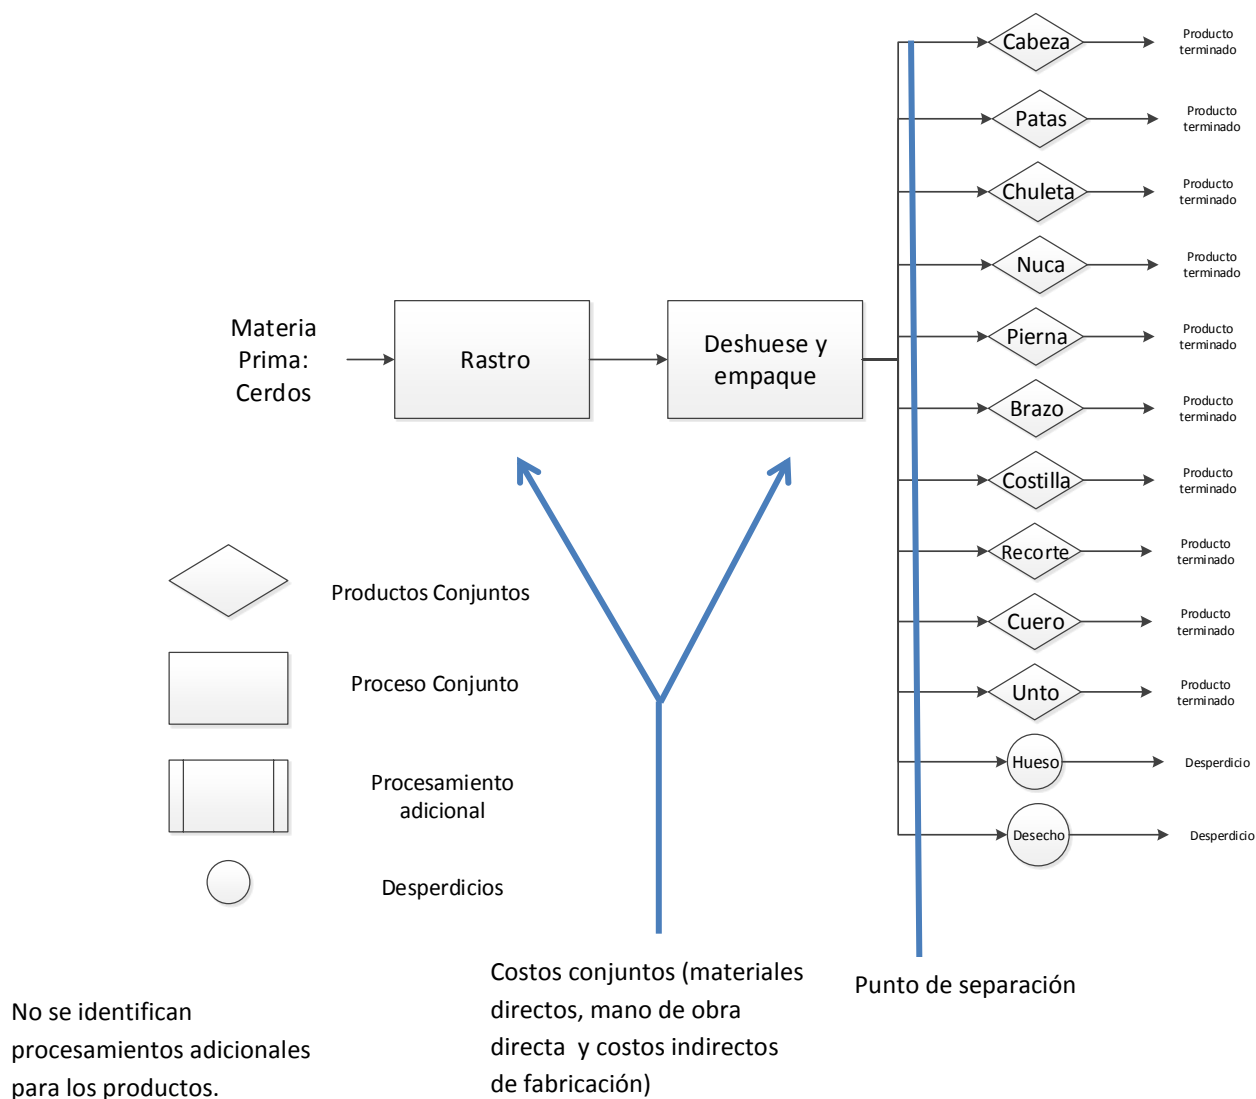 Cabeza
Producto
terminado
Patas
Producto
terminado
Chuleta
Producto
terminado
Nuca
Producto
terminado
Materia
Prima:
Cerdos
Rastro
Deshuese y
empaque
Pierna
Producto
terminado
Brazo
Producto
terminado
Costilla
Producto
terminado
Recorte
Producto
terminado
Cuero
Producto
terminado
Unto
Producto
terminado
Hueso
Desperdicio
Desecho
Desperdicio
Productos Conjuntos
Proceso Conjunto
Procesamiento
adicional
Desperdicios
No se identifican
procesamientos adicionales
para los productos.
Costos conjuntos (materiales
directos, mano de obra
directa y costos indirectos
de fabricación)
Punto de separación